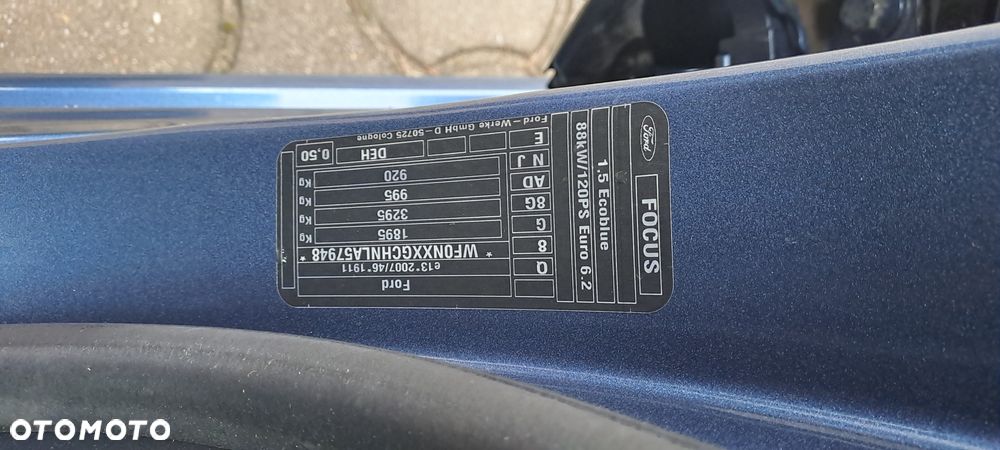 Ford
FOCUS
1.5 Ecoblue
88kW/120PS Euro 6.2
Q
8
G
8G
AD
N J
E
Ford
e13*2007/46*1911
* WF0NXXGCHNLA57948 *
1895 Kg
3295 Kg
995 Kg
920 Kg
DEH 0,50
Ford – Werke GmbH D – 50725 Cologne
OTOMOTO